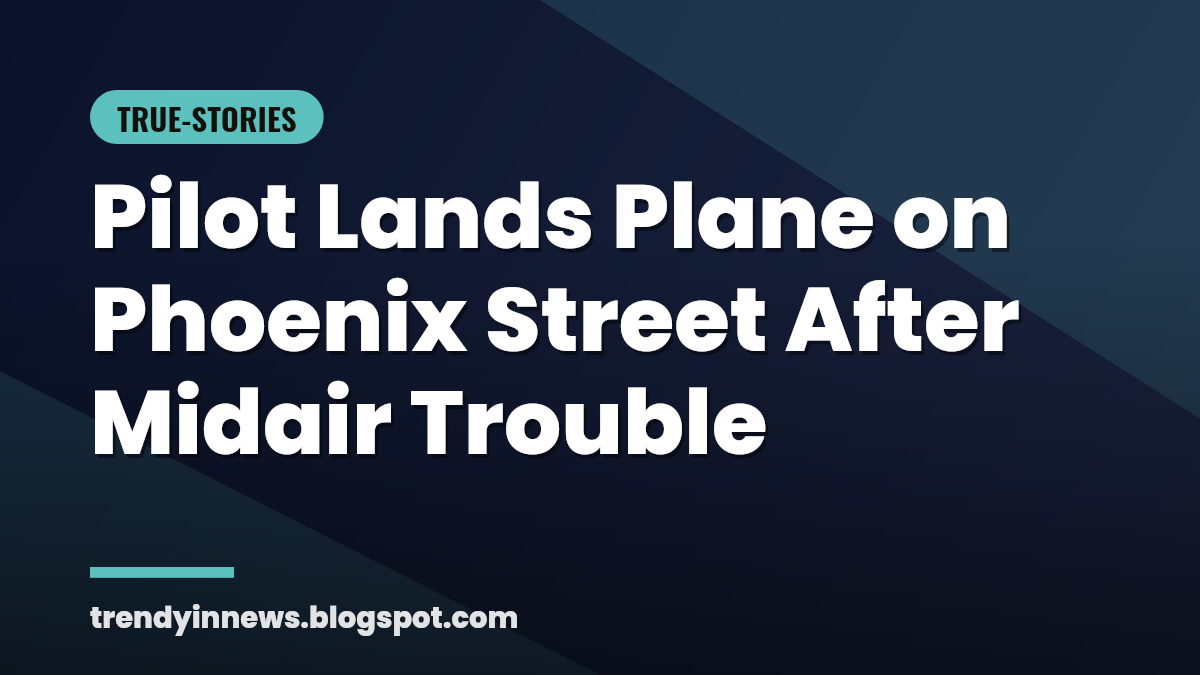 TRUE-STORIES
Pilot Lands Plane on
Phoenix Street After
Midair Trouble
trendyinnews.blogspot.com